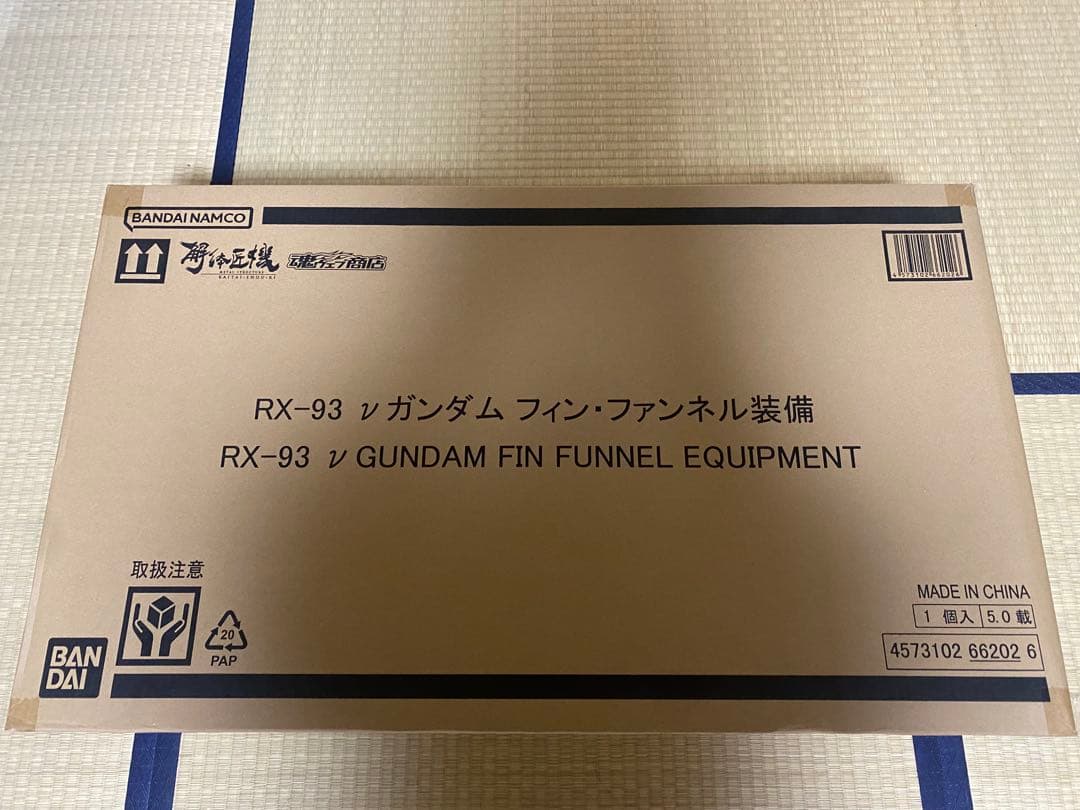 BANDAI NAMCO
解体匠機
METAL STRUCTURE
KAITAI-SHOU-KI
魂ウェブ商店
4573102662026
RX-93 ν ガンダム フィン・ファンネル装備
RX-93 ν GUNDAM FIN FUNNEL EQUIPMENT
取扱注意
20
PAP
BAN
DAI
MADE IN CHINA
1 個入 5.0 載
4573102 66202 6